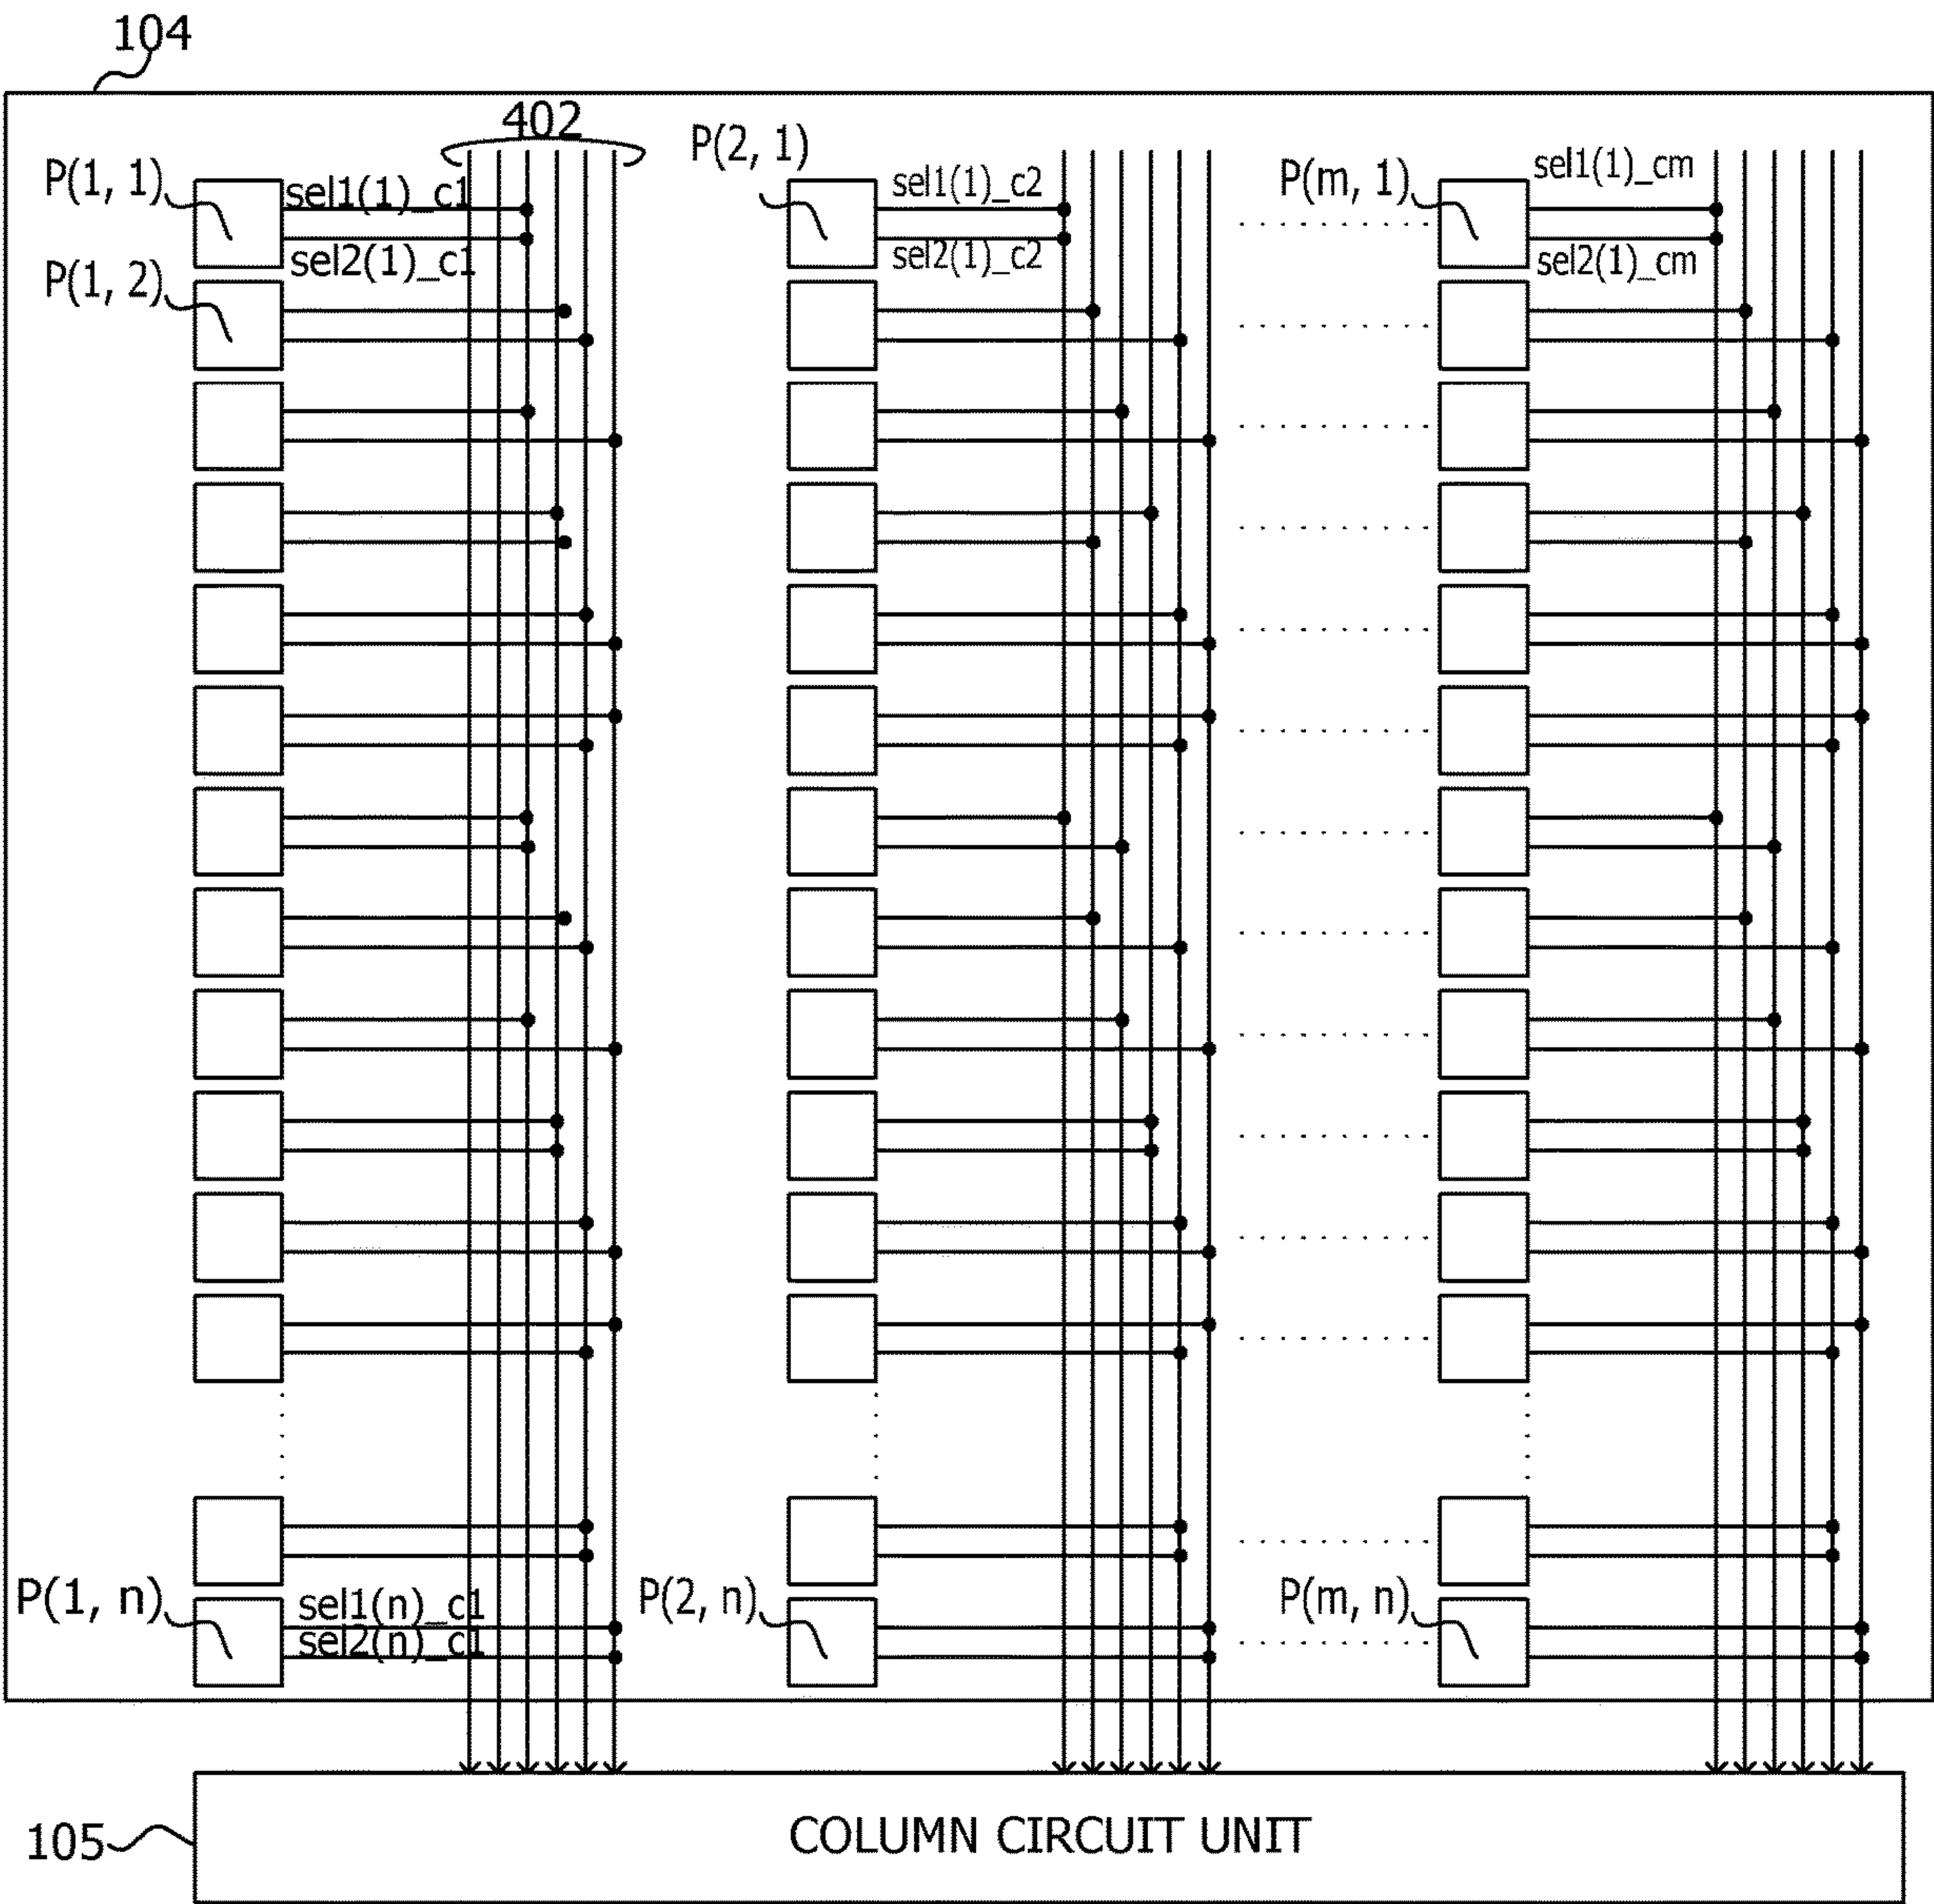 104
402
P(1, 1)
sel1(1)_c1
sel2(1)_c1
P(2, 1)
sel1(1)_c2
sel2(1)_c2
P(m, 1)
sel1(1)_cm
sel2(1)_cm
P(1, 2)
P(1, n)
sel1(n)_c1
sel2(n)_c1
P(2, n)
P(m, n)
105
COLUMN CIRCUIT UNIT